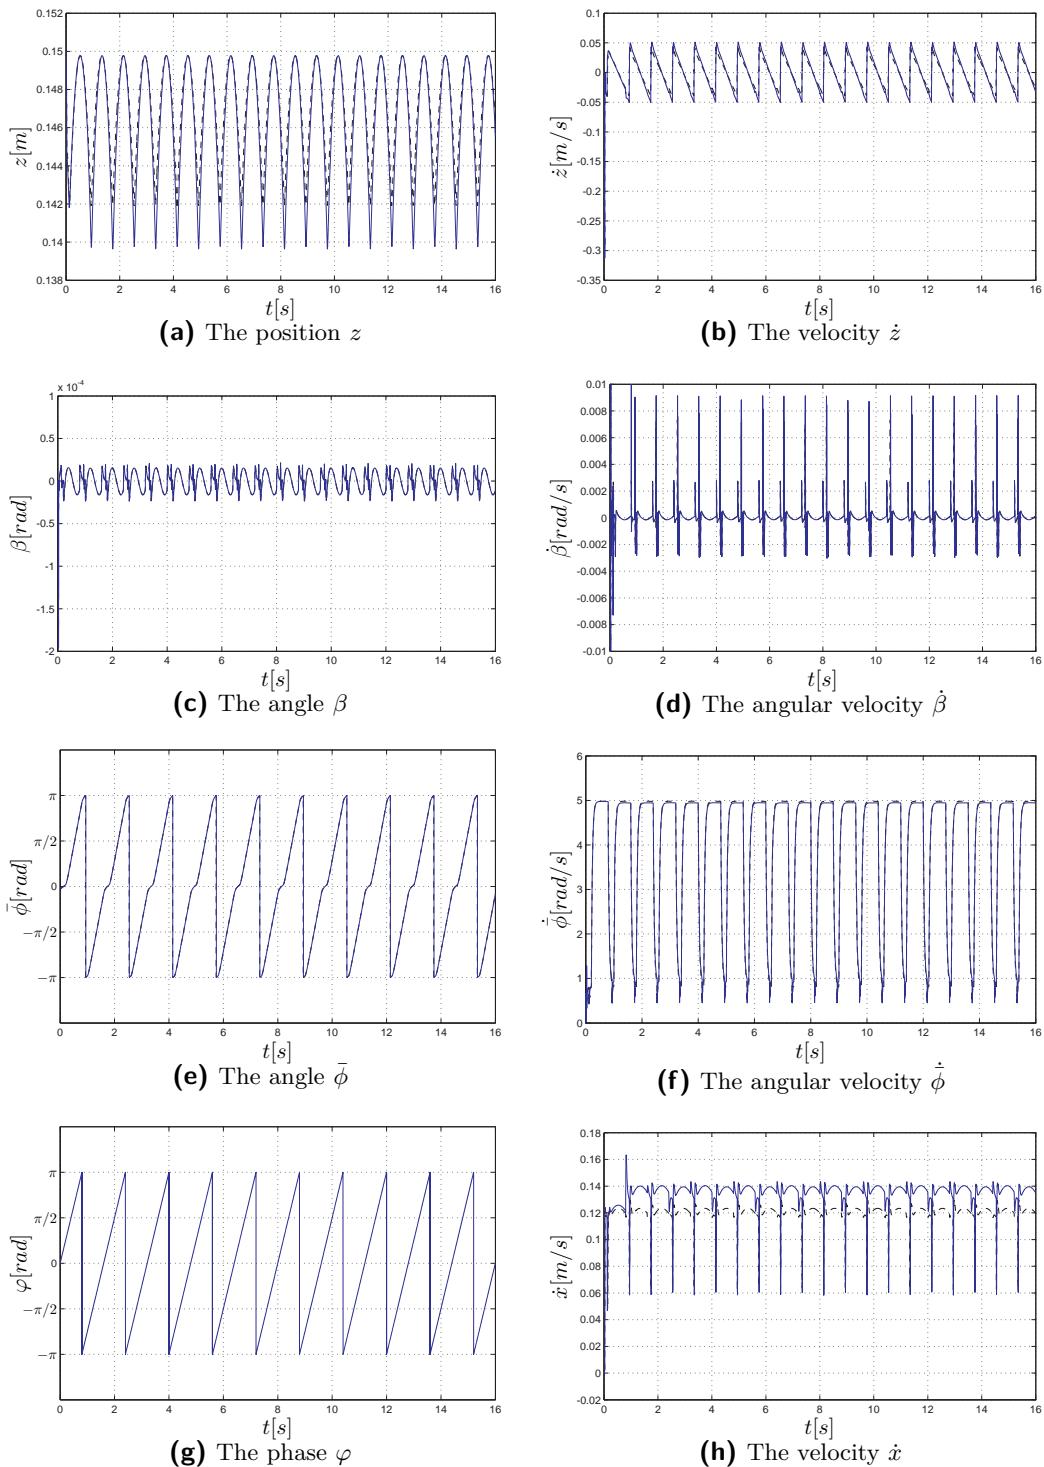 0.152
0.15
0.148
0.146
0.144
0.142
0.14
0.138
z[m]
0 2 4 6 8 10 12 14 16
t[s]
(a) The position z
0.1
0.05
0
-0.05
-0.1
-0.15
-0.2
-0.25
-0.3
-0.35
ż[m/s]
0 2 4 6 8 10 12 14 16
t[s]
(b) The velocity ż
x 10⁻⁴
1
0.5
0
-0.5
-1
-1.5
-2
β[rad]
0 2 4 6 8 10 12 14 16
t[s]
(c) The angle β
0.01
0.008
0.006
0.004
0.002
0
-0.002
-0.004
-0.006
-0.008
-0.01
β̇[rad/s]
0 2 4 6 8 10 12 14 16
t[s]
(d) The angular velocity β̇
π
π/2
0
−π/2
−π
ϕ̄[rad]
0 2 4 6 8 10 12 14 16
t[s]
(e) The angle ϕ̄
6
5
4
3
2
1
0
ϕ̄̇[rad/s]
0 2 4 6 8 10 12 14 16
t[s]
(f) The angular velocity ϕ̄̇
π
π/2
0
−π/2
−π
φ[rad]
0 2 4 6 8 10 12 14 16
t[s]
(g) The phase φ
0.18
0.16
0.14
0.12
0.1
0.08
0.06
0.04
0.02
0
-0.02
ẋ[m/s]
0 2 4 6 8 10 12 14 16
t[s]
(h) The velocity ẋ